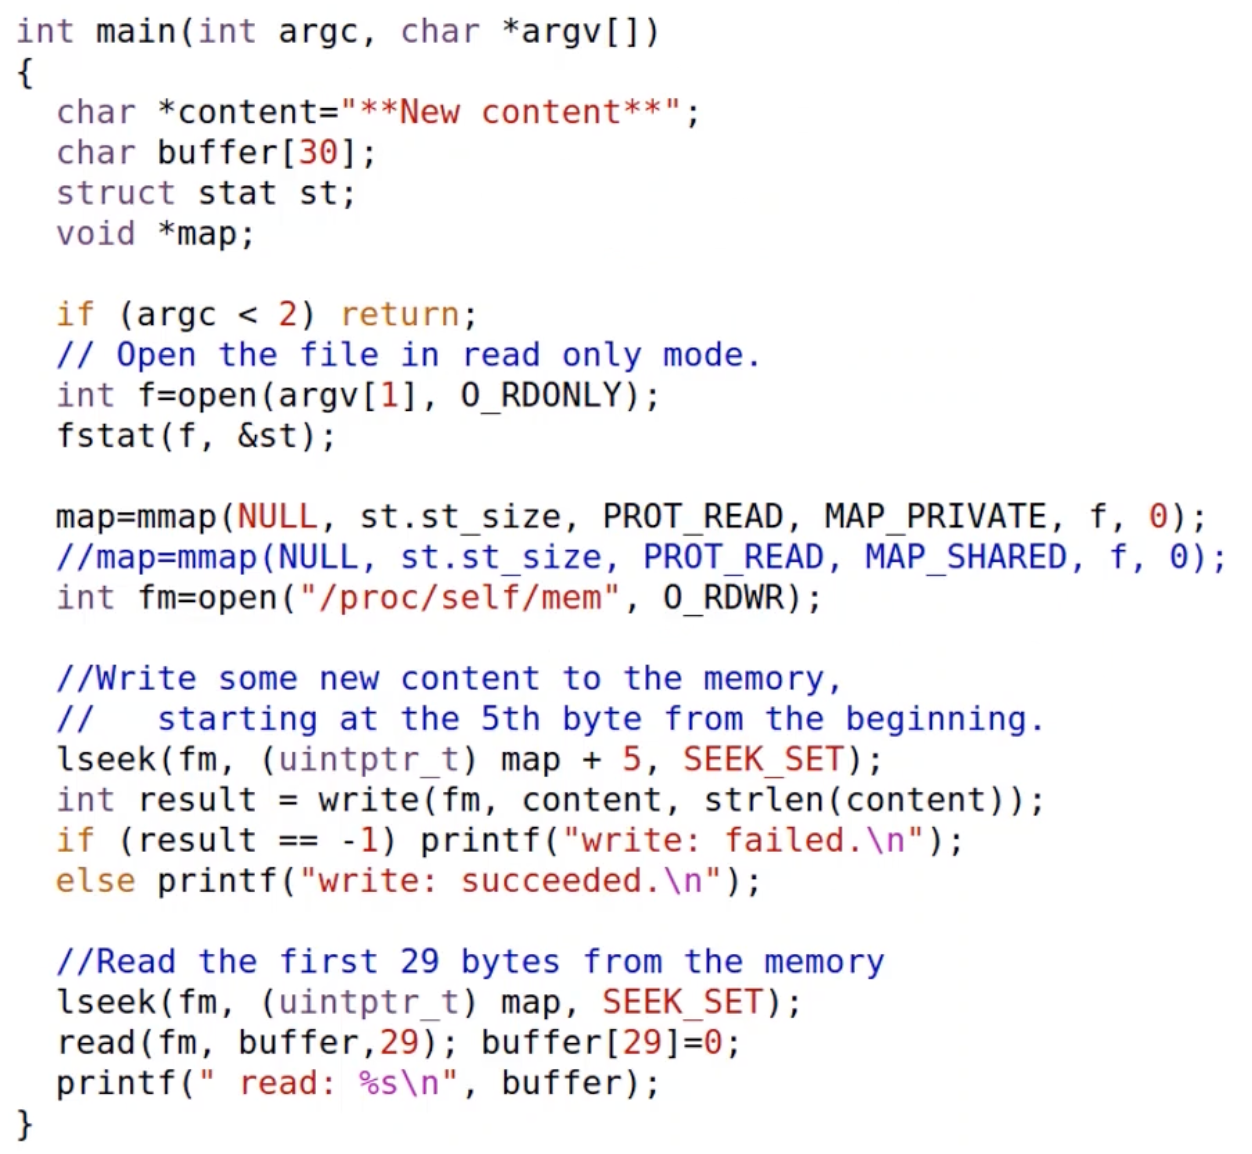 int main(int argc, char *argv[])
{
  char *content="**New content**";
  char buffer[30];
  struct stat st;
  void *map;

  if (argc < 2) return;
  // Open the file in read only mode.
  int f=open(argv[1], O_RDONLY);
  fstat(f, &st);

  map=mmap(NULL, st.st_size, PROT_READ, MAP_PRIVATE, f, 0);
  //map=mmap(NULL, st.st_size, PROT_READ, MAP_SHARED, f, 0);
  int fm=open("/proc/self/mem", O_RDWR);

  //Write some new content to the memory,
  //   starting at the 5th byte from the beginning.
  lseek(fm, (uintptr_t) map + 5, SEEK_SET);
  int result = write(fm, content, strlen(content));
  if (result == -1) printf("write: failed.\n");
  else printf("write: succeeded.\n");

  //Read the first 29 bytes from the memory
  lseek(fm, (uintptr_t) map, SEEK_SET);
  read(fm, buffer,29); buffer[29]=0;
  printf(" read: %s\n", buffer);
}